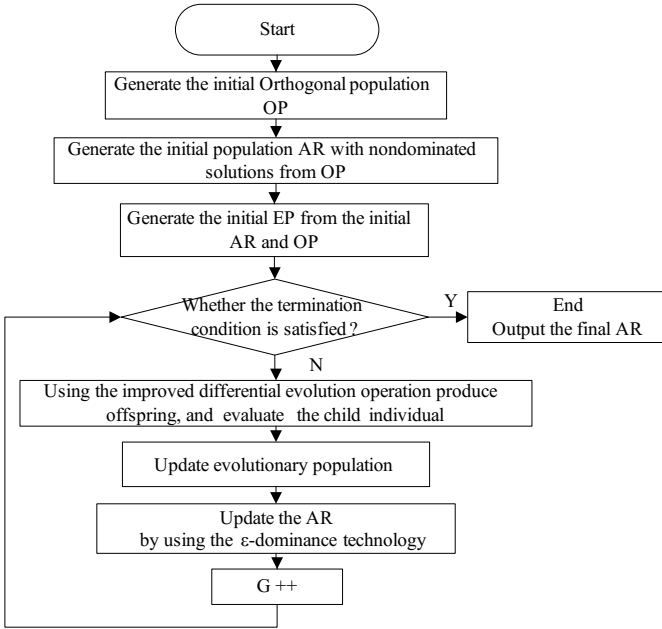 Start
Generate the initial Orthogonal population
OP
Generate the initial population AR with nondominated
solutions from OP
Generate the initial EP from the initial
AR and OP
Whether the termination
condition is satisfied?
Y
End
Output the final AR
N
Using the improved differential evolution operation produce
offspring, and evaluate the child individual
Update evolutionary population
Update the AR
by using the ε-dominance technology
G ++